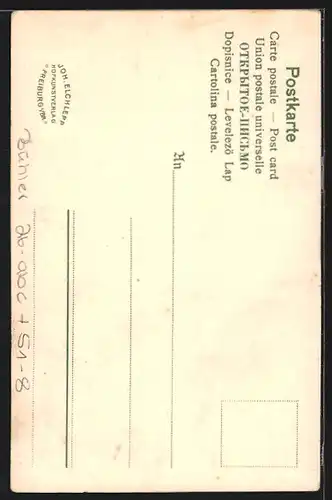 Postkarte
Carte postale — Post card
Union postale universelle
ОТКРЫТОЕ-ПИСЬМО
Dopisnice — Levelező Lap
Cartolina postale.
An
JOH. ELCHLEPP
HOFKUNSTVERLAG
FREIBURG i/BR.